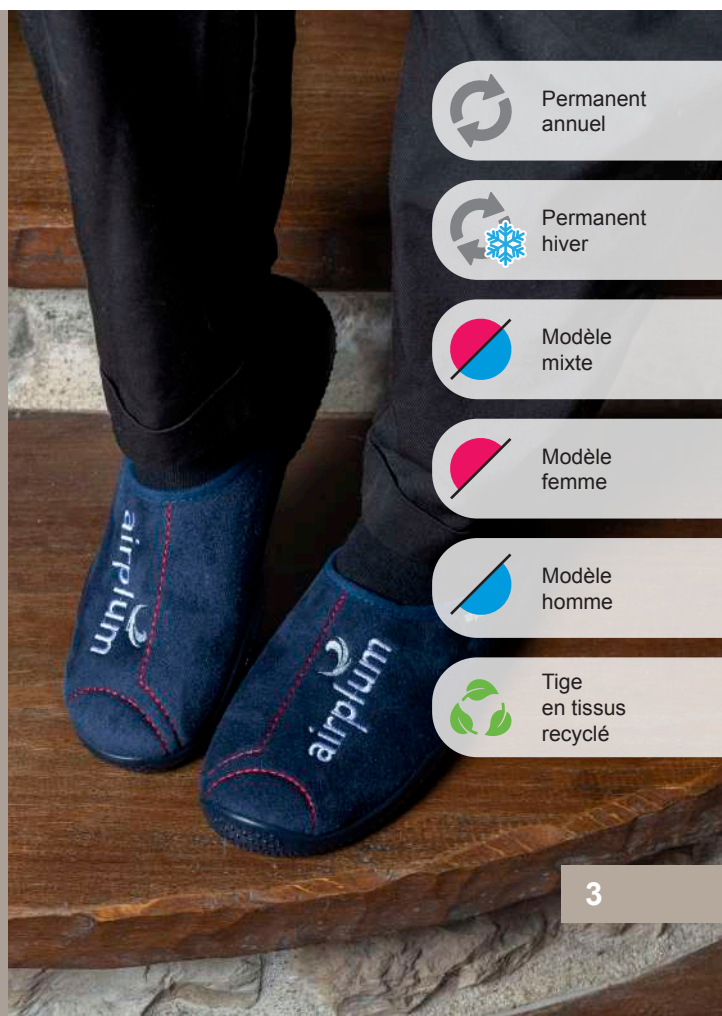 Permanent
annuel
Permanent
hiver
Modèle
mixte
Modèle
femme
Modèle
homme
Tige
en tissus
recyclé
airplum
airplum
3